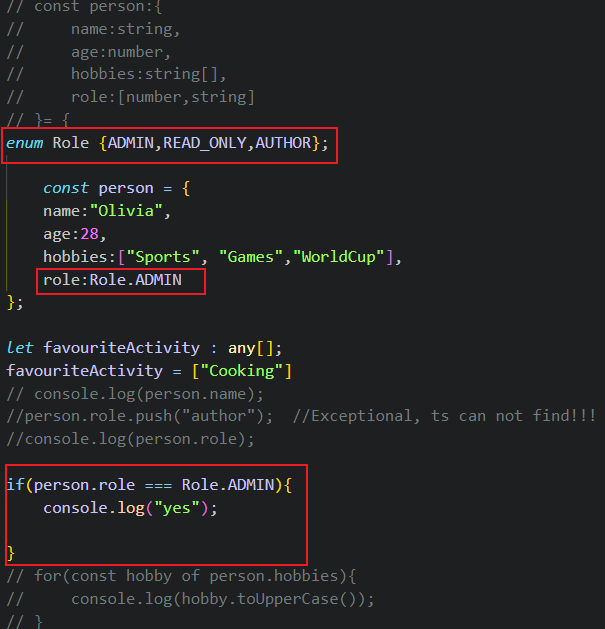 // const person:{
//     name:string,
//     age:number,
//     hobbies:string[],
//     role:[number,string]
// }= {
enum Role {ADMIN,READ_ONLY,AUTHOR};
    const person = {
    name:"Olivia",
    age:28,
    hobbies:["Sports", "Games","WorldCup"],
    role:Role.ADMIN
};
let favouriteActivity : any[];
favouriteActivity = ["Cooking"]
// console.log(person.name);
//person.role.push("author");  //Exceptional, ts can not find!!!
//console.log(person.role);
if(person.role === Role.ADMIN){
    console.log("yes");
}
// for(const hobby of person.hobbies){
//     console.log(hobby.toUpperCase());
// }